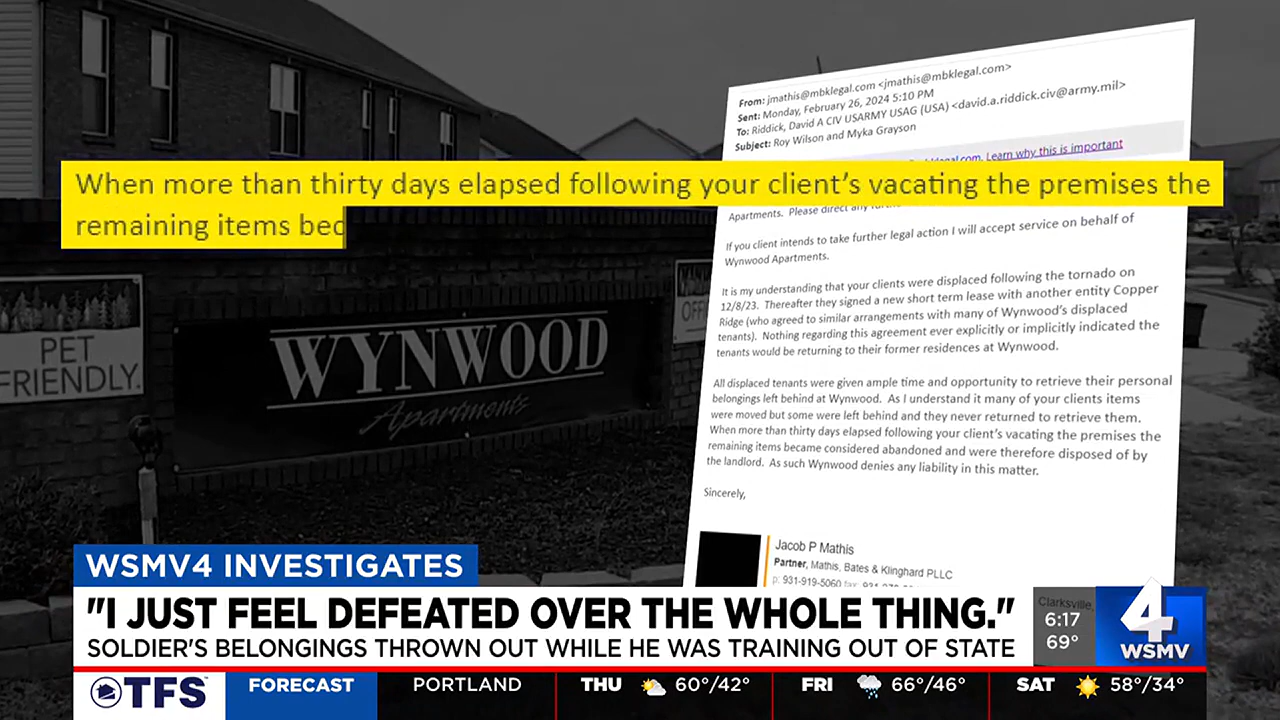 From: jmathis@mbklegal.com <jmathis@mbklegal.com>
Sent: Monday, February 26, 2024 5:10 PM
To: Riddick, David A CIV USARMY USAG (USA) <david.a.riddick.civ@army.mil>
Subject: Roy Wilson and Myka Grayson
Learn why this is important
When more than thirty days elapsed following your client's vacating the premises the
remaining items bec
Apartments. Please direct any
If you client intends to take further legal action I will accept service on behalf of
Wynwood Apartments.
It is my understanding that your clients were displaced following the tornado on
12/8/23. Thereafter they signed a new short term lease with another entity Copper
Ridge (who agreed to similar arrangements with many of Wynwood's displaced
tenants). Nothing regarding this agreement ever explicitly or implicitly indicated the
tenants would be returning to their former residences at Wynwood.
All displaced tenants were given ample time and opportunity to retrieve their personal
belongings left behind at Wynwood. As I understand it many of your clients items
were moved but some were left behind and they never returned to retrieve them.
When more than thirty days elapsed following your client's vacating the premises the
remaining items became considered abandoned and were therefore disposed of by
the landlord. As such Wynwood denies any liability in this matter.
Sincerely,
Jacob P Mathis
Partner, Mathis, Bates & Klinghard PLLC
p: 931-919-5060
PET
FRIENDLY.
WYNWOOD
Apartments
WSMV4 INVESTIGATES
"I JUST FEEL DEFEATED OVER THE WHOLE THING."
SOLDIER'S BELONGINGS THROWN OUT WHILE HE WAS TRAINING OUT OF STATE
Clarksville,
6:17
69°
4
WSMV
TFS FORECAST PORTLAND THU 60°/42° FRI 66°/46° SAT 58°/34°